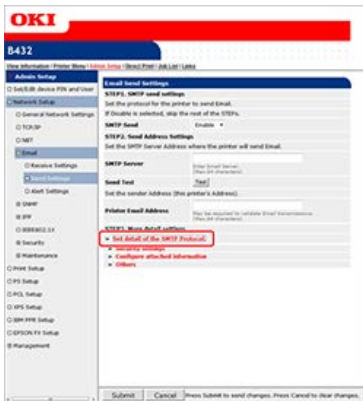 OKI
B432
View Information | Printer Menu | Admin Setup | Direct Print | Job List | Links
Admin Setup
Set/Edit device PIN and User
Network Setup
General Network Settings
TCP/IP
NBT
Email
Receive Settings
Send Settings
Alert Settings
SNMP
IPP
IEEE802.1X
Security
Maintenance
Print Setup
PS Setup
PCL Setup
XPS Setup
IBM PPR Setup
EPSON FX Setup
Management
Email Send Settings
STEP1. SMTP send settings
Set the protocol for the printer to send Email.
If Disable is selected, skip the rest of the STEPs.
SMTP Send
Enable
STEP2. Send Address Settings
Set the SMTP Server Address where the printer will send Email.
SMTP Server
Enter Email Server.
(Max.64 characters)
Send Test
Test
Set the sender Address (this printer's Address).
Printer Email Address
May be required to validate Email transmissions.
STEP3. More detail settings
Set detail of the SMTP Protocol.
Security Settings
Configure attached information
Others
Submit
Cancel
Press Submit to send changes. Press Cancel to clear changes.